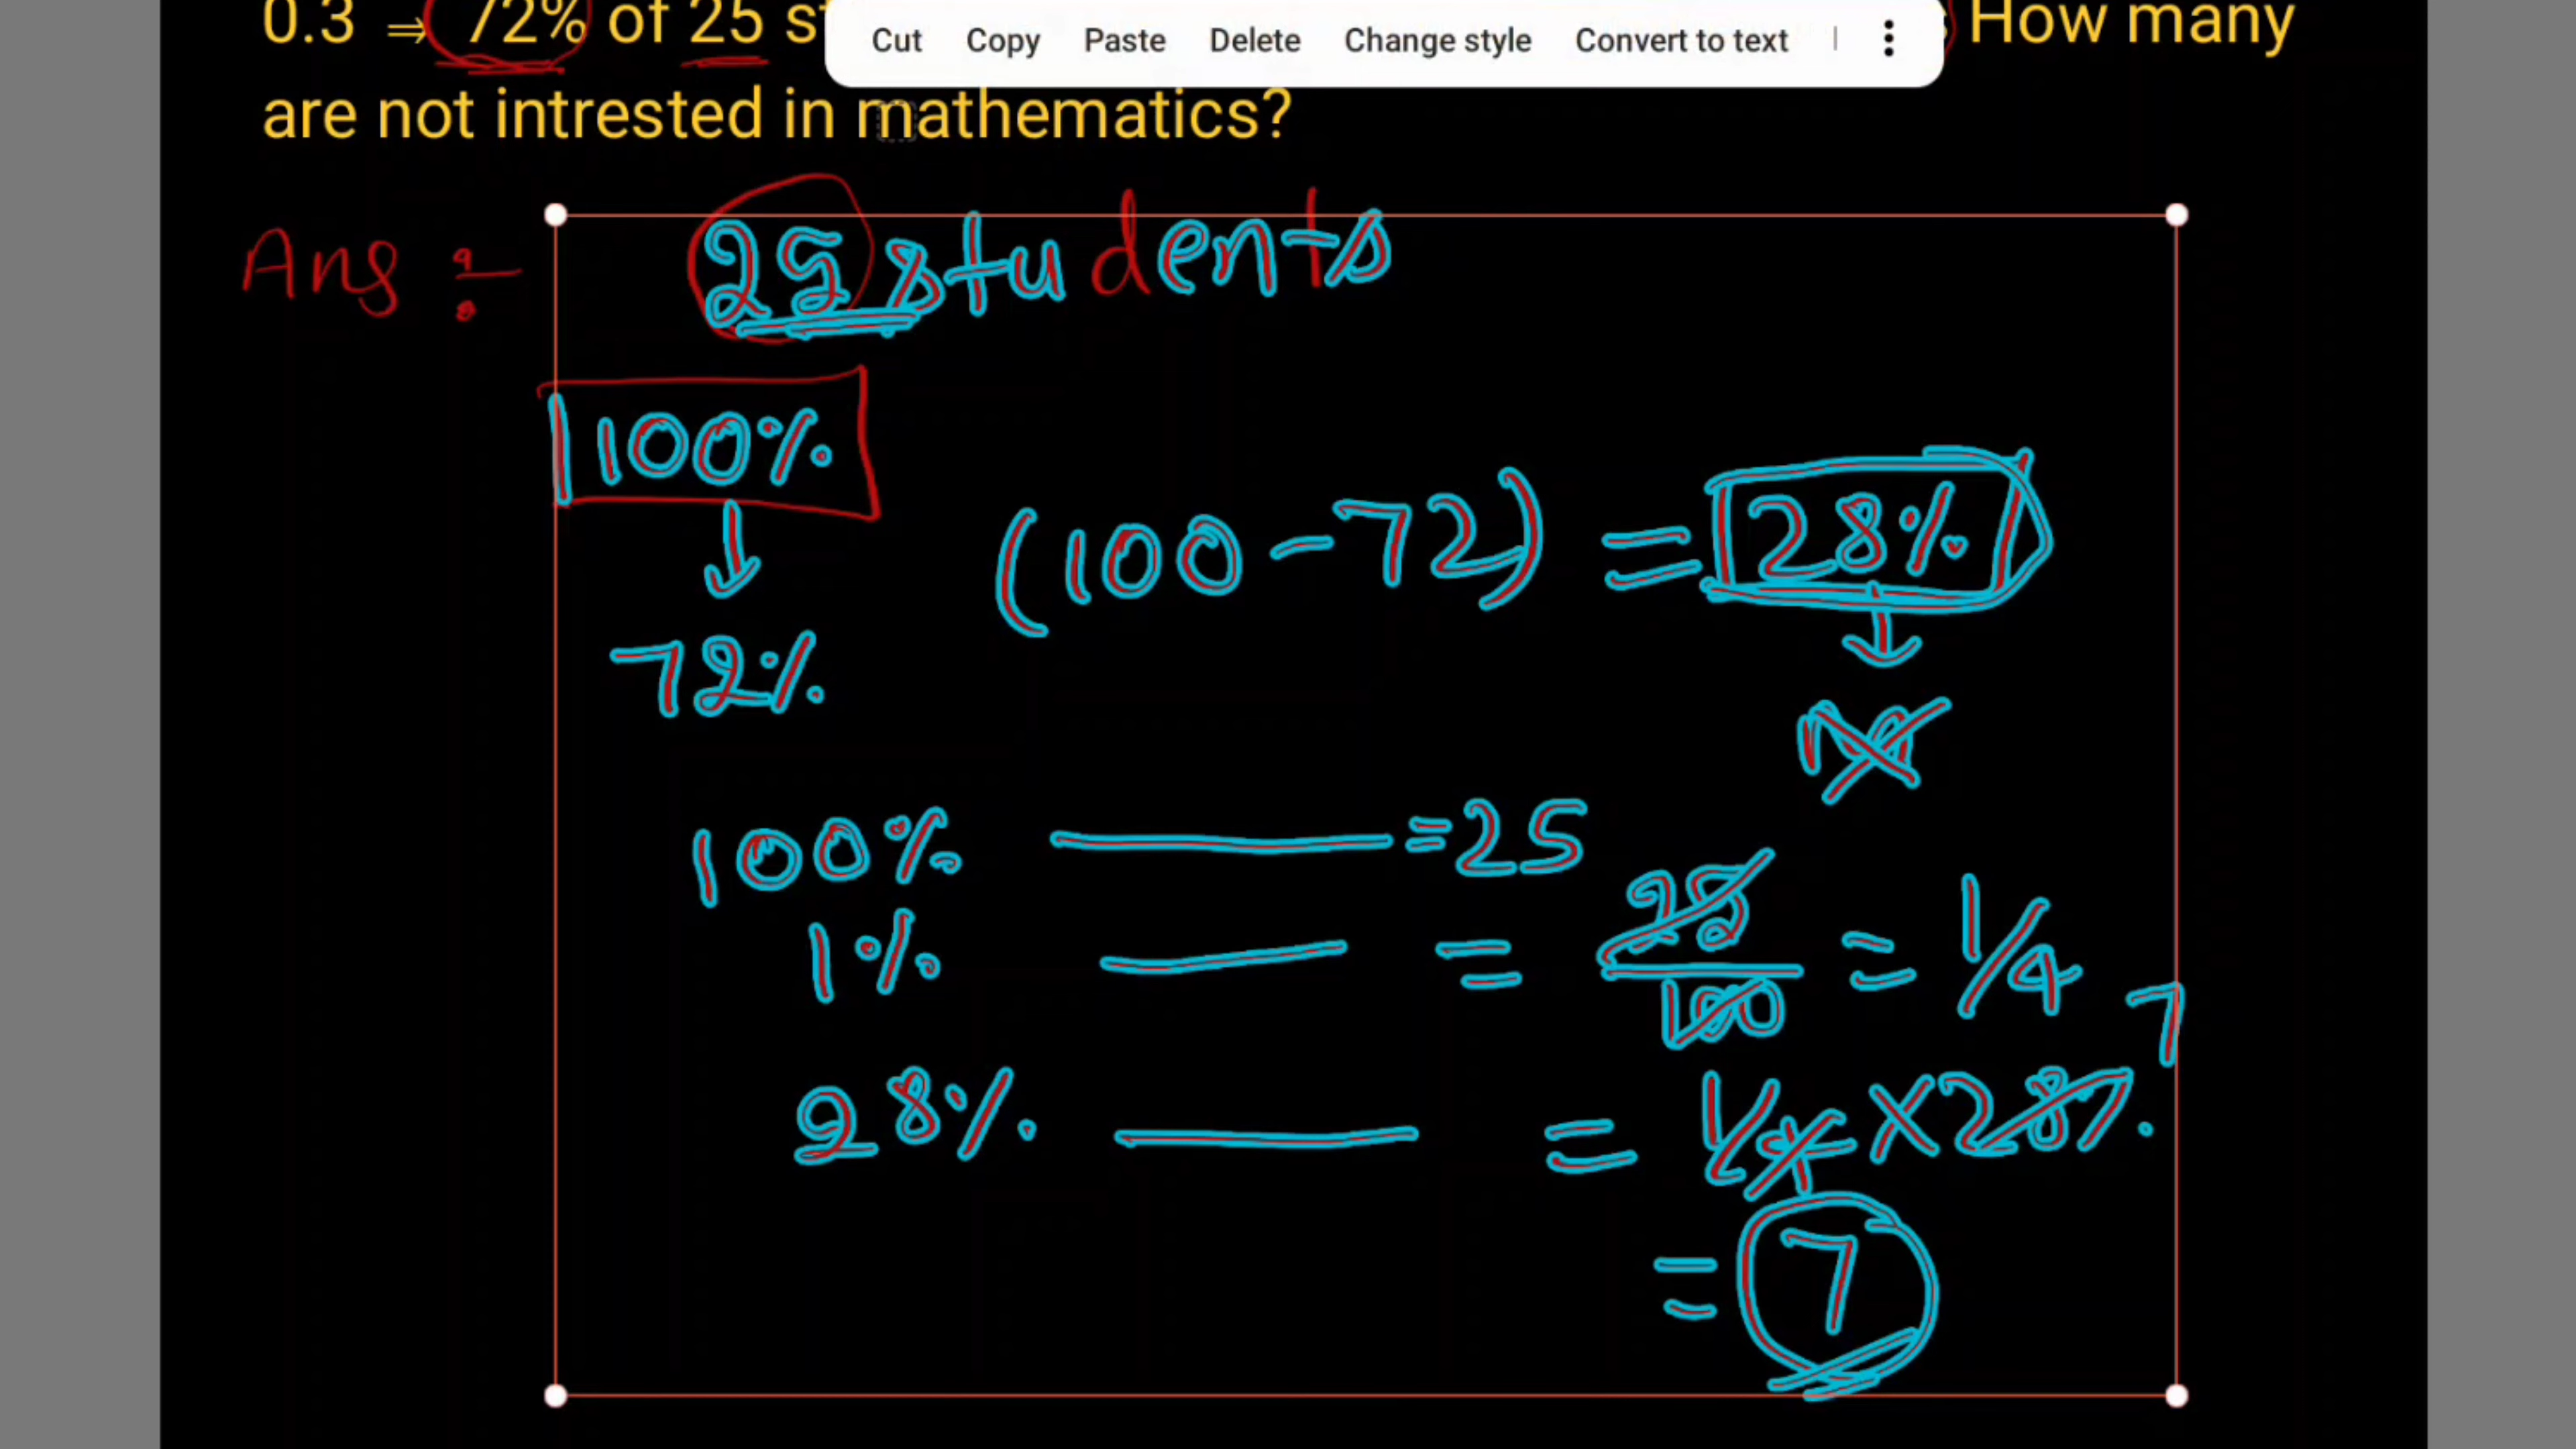 0.3 ⇒ 72% of 25 st
Cut Copy Paste Delete Change style Convert to text
How many
are not intrested in mathematics?
Ans :- 25 students
100%
(100-72) = 28%
72%
100% —— =25
1% —— = 25/100 = 1/4
7
28% —— = 1/4 × 28%.
= 7